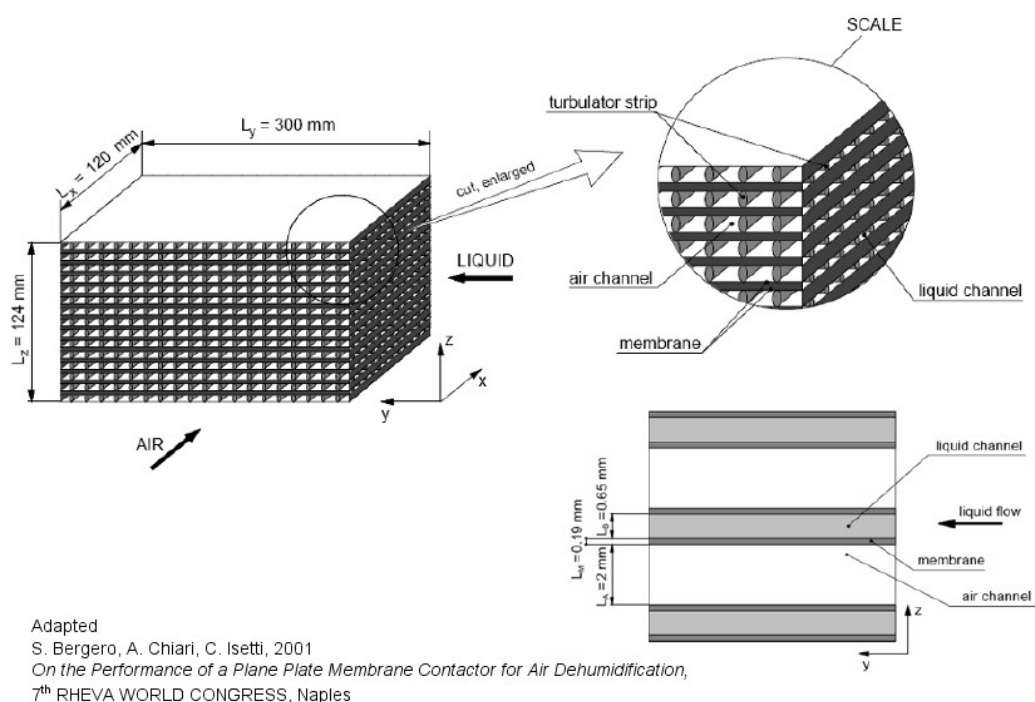 SCALE
turbulator strip
L_y = 300 mm
L_x = 120 mm
cut, enlarged
LIQUID
air channel
liquid channel
L_z = 124 mm
membrane
z
x
y
AIR
liquid channel
L_B = 0.65 mm
liquid flow
L_M = 0.19 mm
membrane
L_A = 2 mm
air channel
z
y
Adapted
S. Bergero, A. Chiari, C. Isetti, 2001
On the Performance of a Plane Plate Membrane Contactor for Air Dehumidification,
7th RHEVA WORLD CONGRESS, Naples